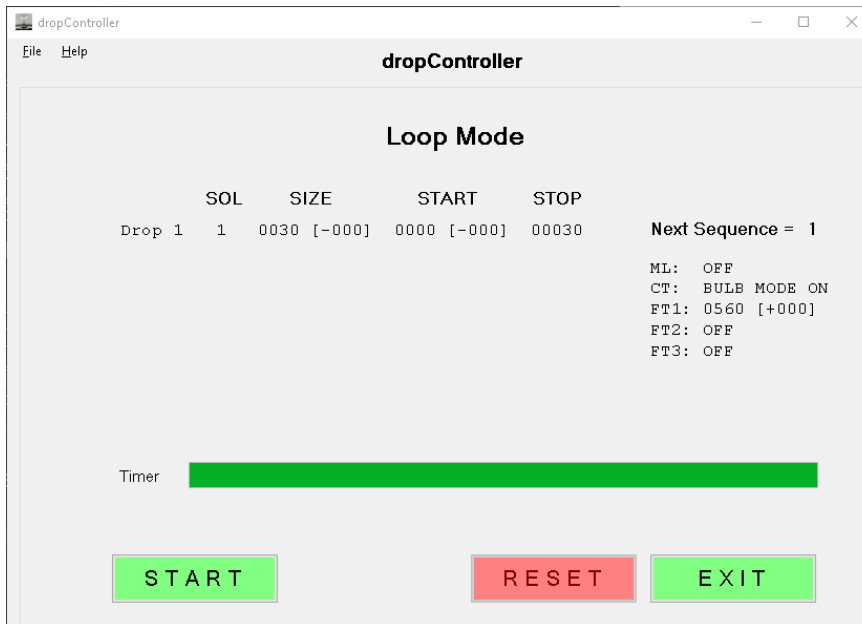 dropController
File Help
dropController
Loop Mode
SOL SIZE START STOP
Drop 1 1 0030 [-000] 0000 [-000] 00030
Next Sequence = 1
ML: OFF
CT: BULB MODE ON
FT1: 0560 [+000]
FT2: OFF
FT3: OFF
Timer
START RESET EXIT